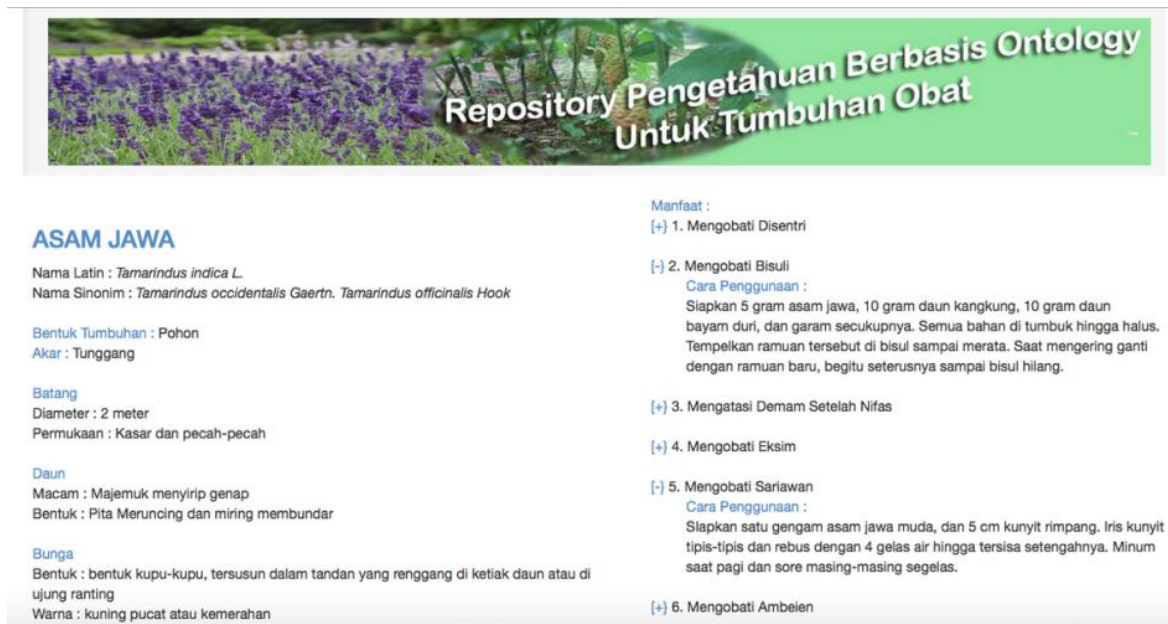 Repository Pengetahuan Berbasis Ontology
Untuk Tumbuhan Obat
ASAM JAWA
Nama Latin : Tamarindus indica L.
Nama Sinonim : Tamarindus occidentalis Gaertn. Tamarindus officinalis Hook
Bentuk Tumbuhan : Pohon
Akar : Tunggang
Batang
Diameter : 2 meter
Permukaan : Kasar dan pecah-pecah
Daun
Macam : Majemuk menyirip genap
Bentuk : Pita Meruncing dan miring membundar
Bunga
Bentuk : bentuk kupu-kupu, tersusun dalam tandan yang renggang di ketiak daun atau di
ujung ranting
Warna : kuning pucat atau kemerahan
Manfaat :
[+} 1. Mengobati Disentri
[-} 2. Mengobati Bisuli
Cara Penggunaan :
Siapkan 5 gram asam jawa, 10 gram daun kangkung, 10 gram daun
bayam duri, dan garam secukupnya. Semua bahan di tumbuk hingga halus.
Tempelkan ramuan tersebut di bisul sampai merata. Saat mengering ganti
dengan ramuan baru, begitu seterusnya sampai bisul hilang.
[+} 3. Mengatasi Demam Setelah Nifas
[+} 4. Mengobati Eksim
[-} 5. Mengobati Sariawan
Cara Penggunaan :
SIapkan satu gengam asam jawa muda, dan 5 cm kunyit rimpang. Iris kunyit
tipis-tipis dan rebus dengan 4 gelas air hingga tersisa setengahnya. Minum
saat pagi dan sore masing-masing segelas.
[+} 6. Mengobati Ambeien